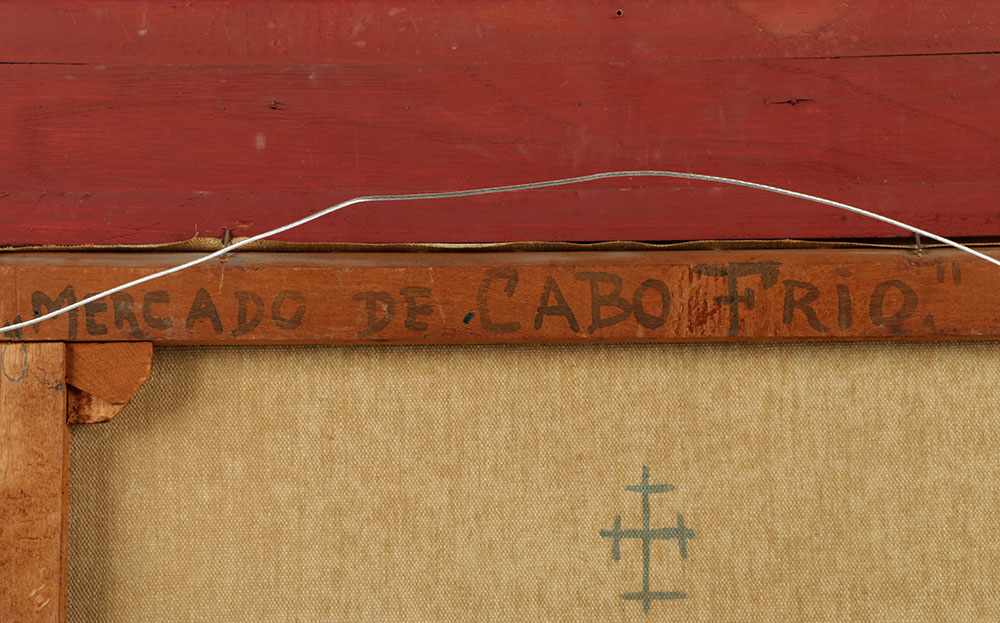 "MERCADO DE CABO FRIO."